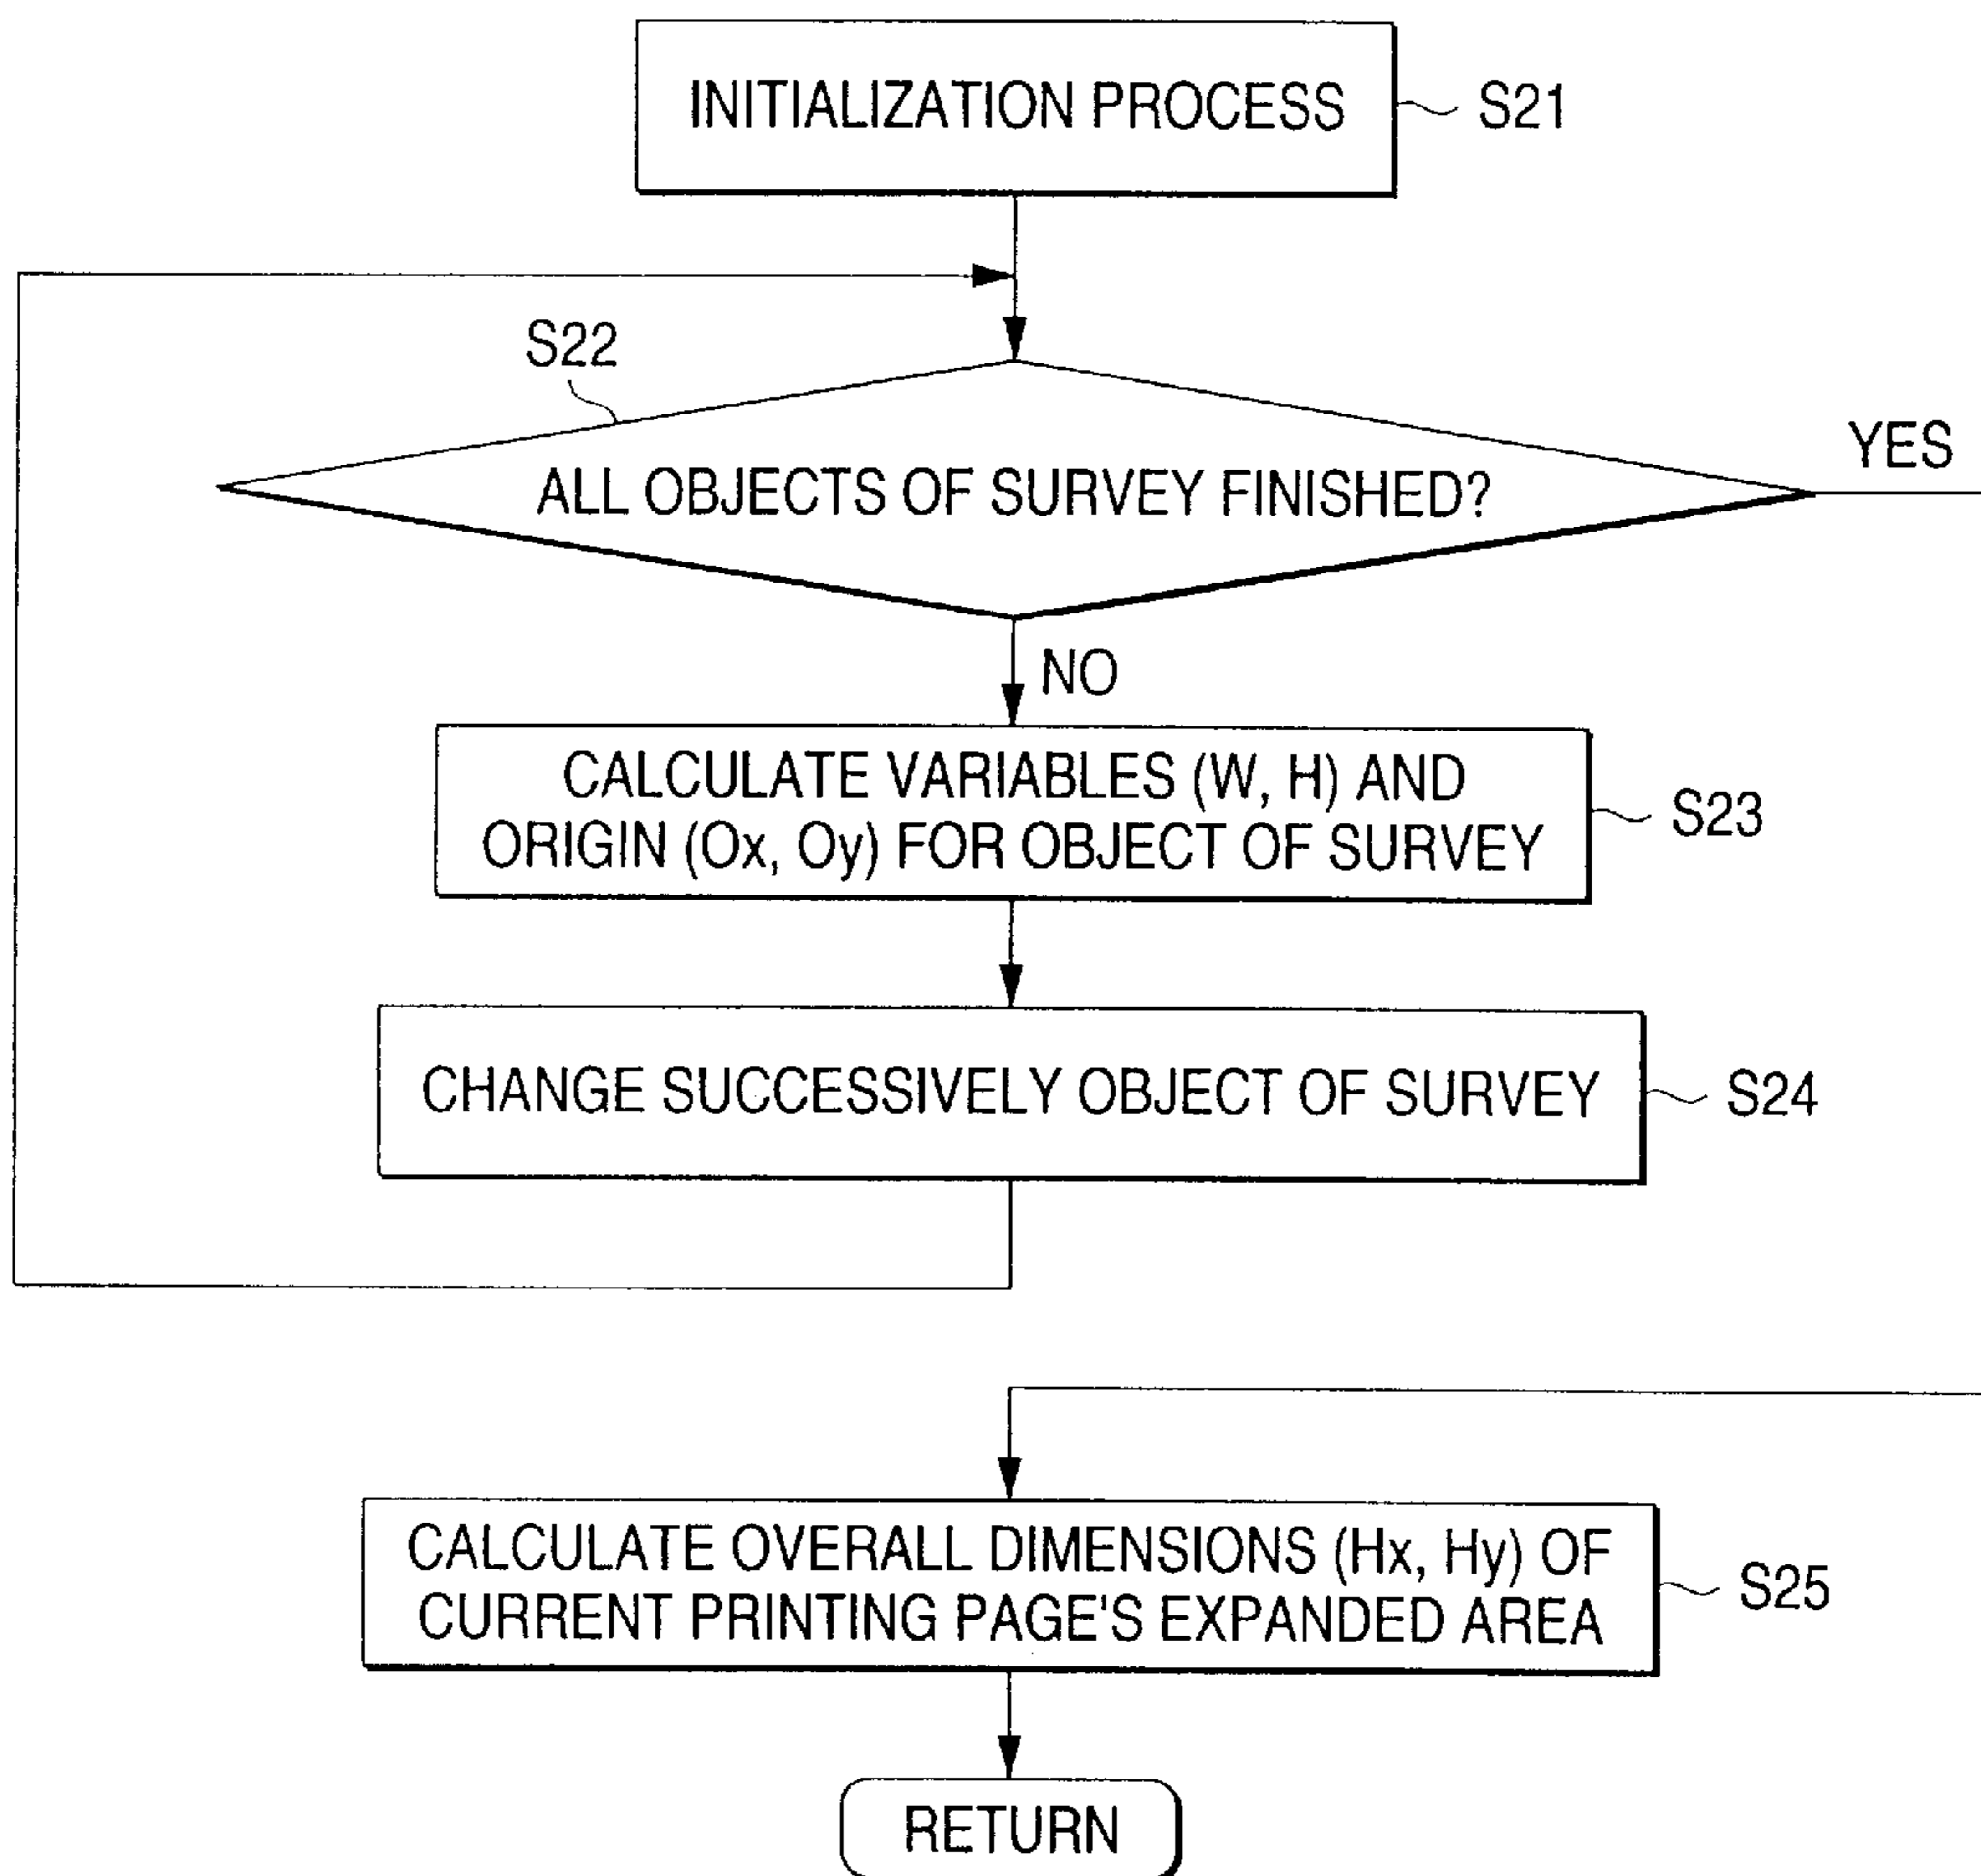 INITIALIZATION PROCESS
S21
S22
ALL OBJECTS OF SURVEY FINISHED?
YES
NO
CALCULATE VARIABLES (W, H) AND
ORIGIN (Ox, Oy) FOR OBJECT OF SURVEY
S23
CHANGE SUCCESSIVELY OBJECT OF SURVEY
S24
CALCULATE OVERALL DIMENSIONS (Hx, Hy) OF
CURRENT PRINTING PAGE'S EXPANDED AREA
S25
RETURN